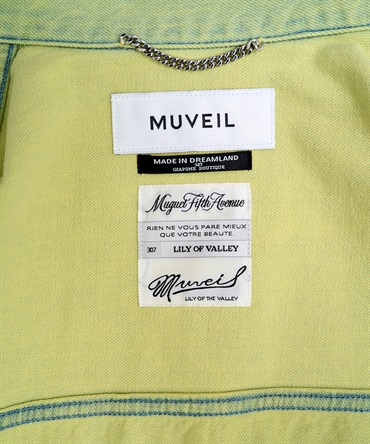 MUVEIL
MADE IN DREAMLAND
GIAPONE BOUTIQUE
Muguet Fifth Avenue
RIEN NE VOUS PARE MIEUX
QUE VOTRE BEAUTE.
307 LILY OF VALLEY
Muveil
LILY OF THE VALLEY